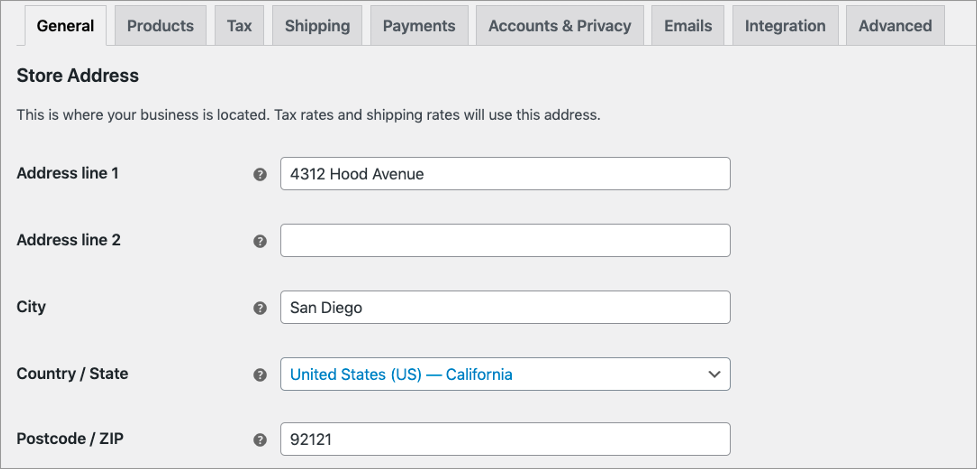 General Products Tax Shipping Payments Accounts & Privacy Emails Integration Advanced
Store Address
This is where your business is located. Tax rates and shipping rates will use this address.
Address line 1 ? 4312 Hood Avenue
Address line 2 ?
City ? San Diego
Country / State ? United States (US) — California
Postcode / ZIP ? 92121